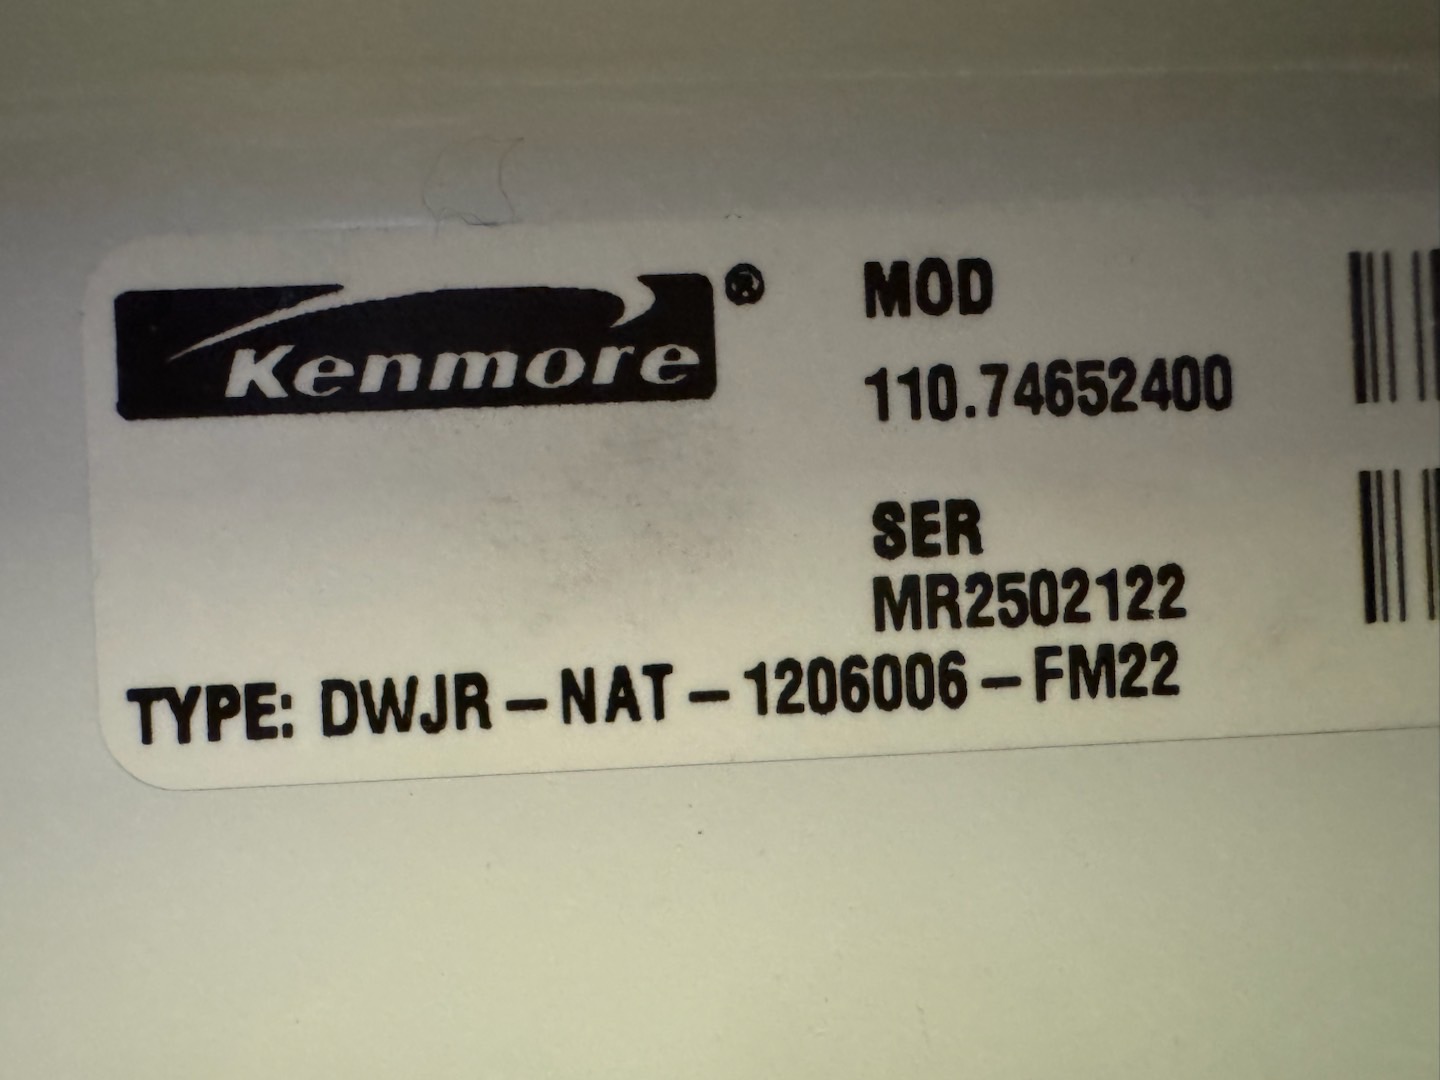 Kenmore®
MOD
110.74652400
SER
MR2502122
TYPE: DWJR-NAT-1206006-FM22